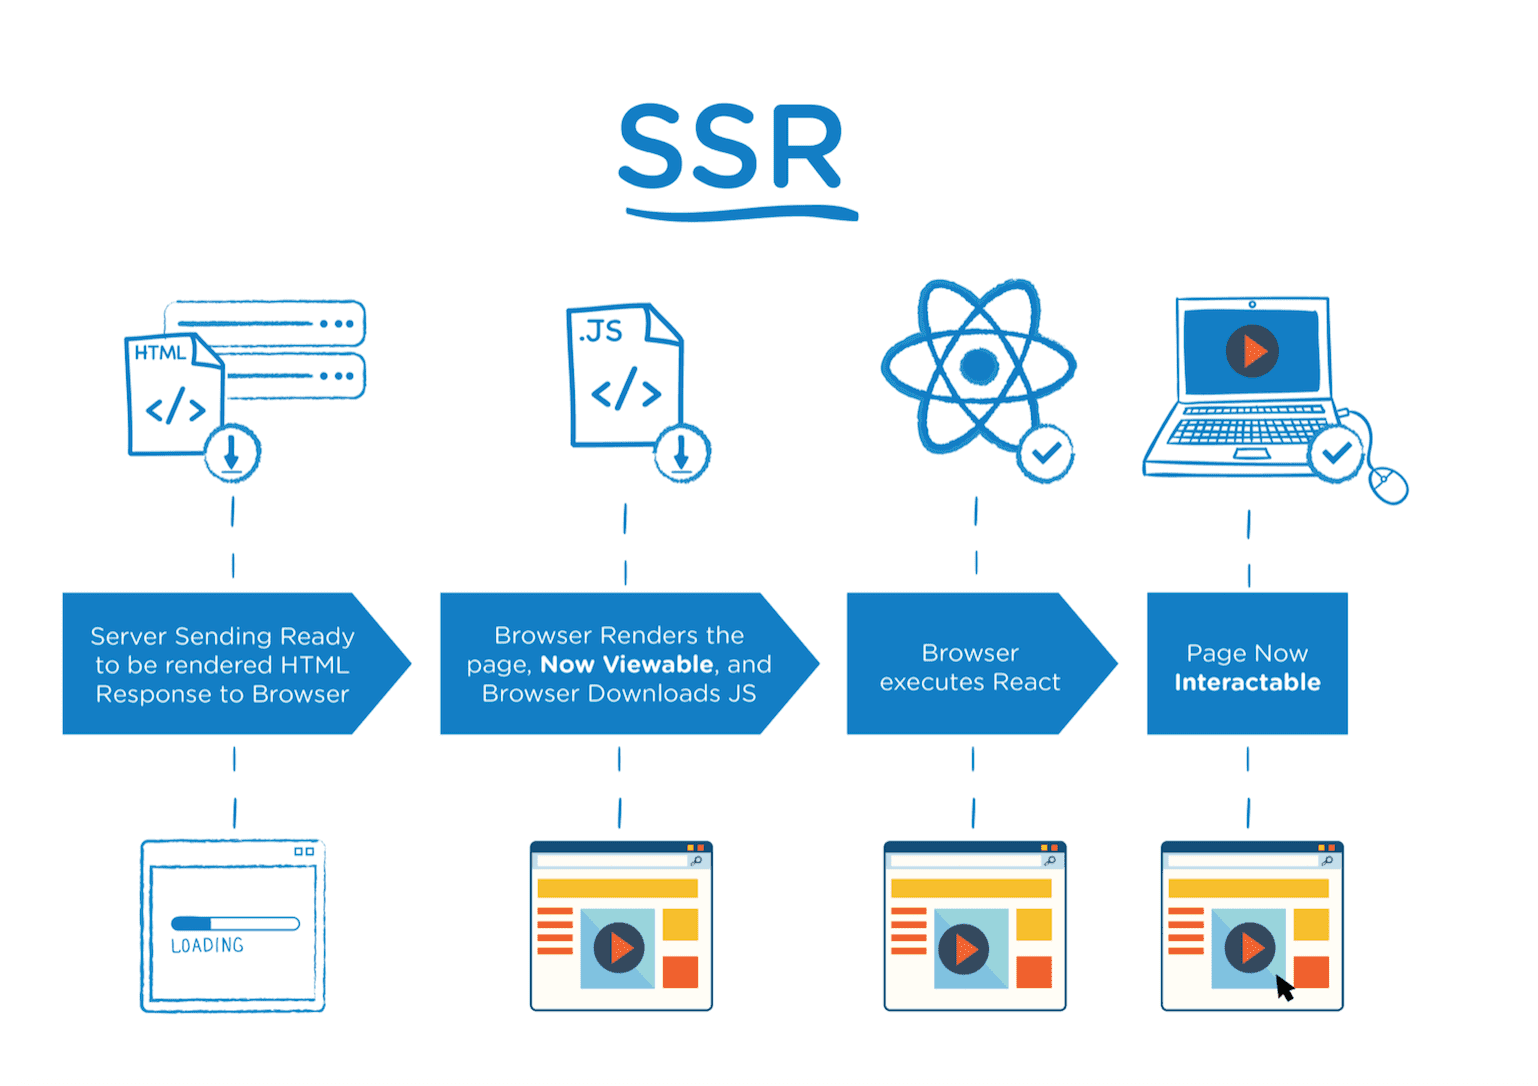 SSR
HTML
</>
.JS
</>
Server Sending Ready
to be rendered HTML
Response to Browser
Browser Renders the
page, Now Viewable, and
Browser Downloads JS
Browser
executes React
Page Now
Interactable
LOADING